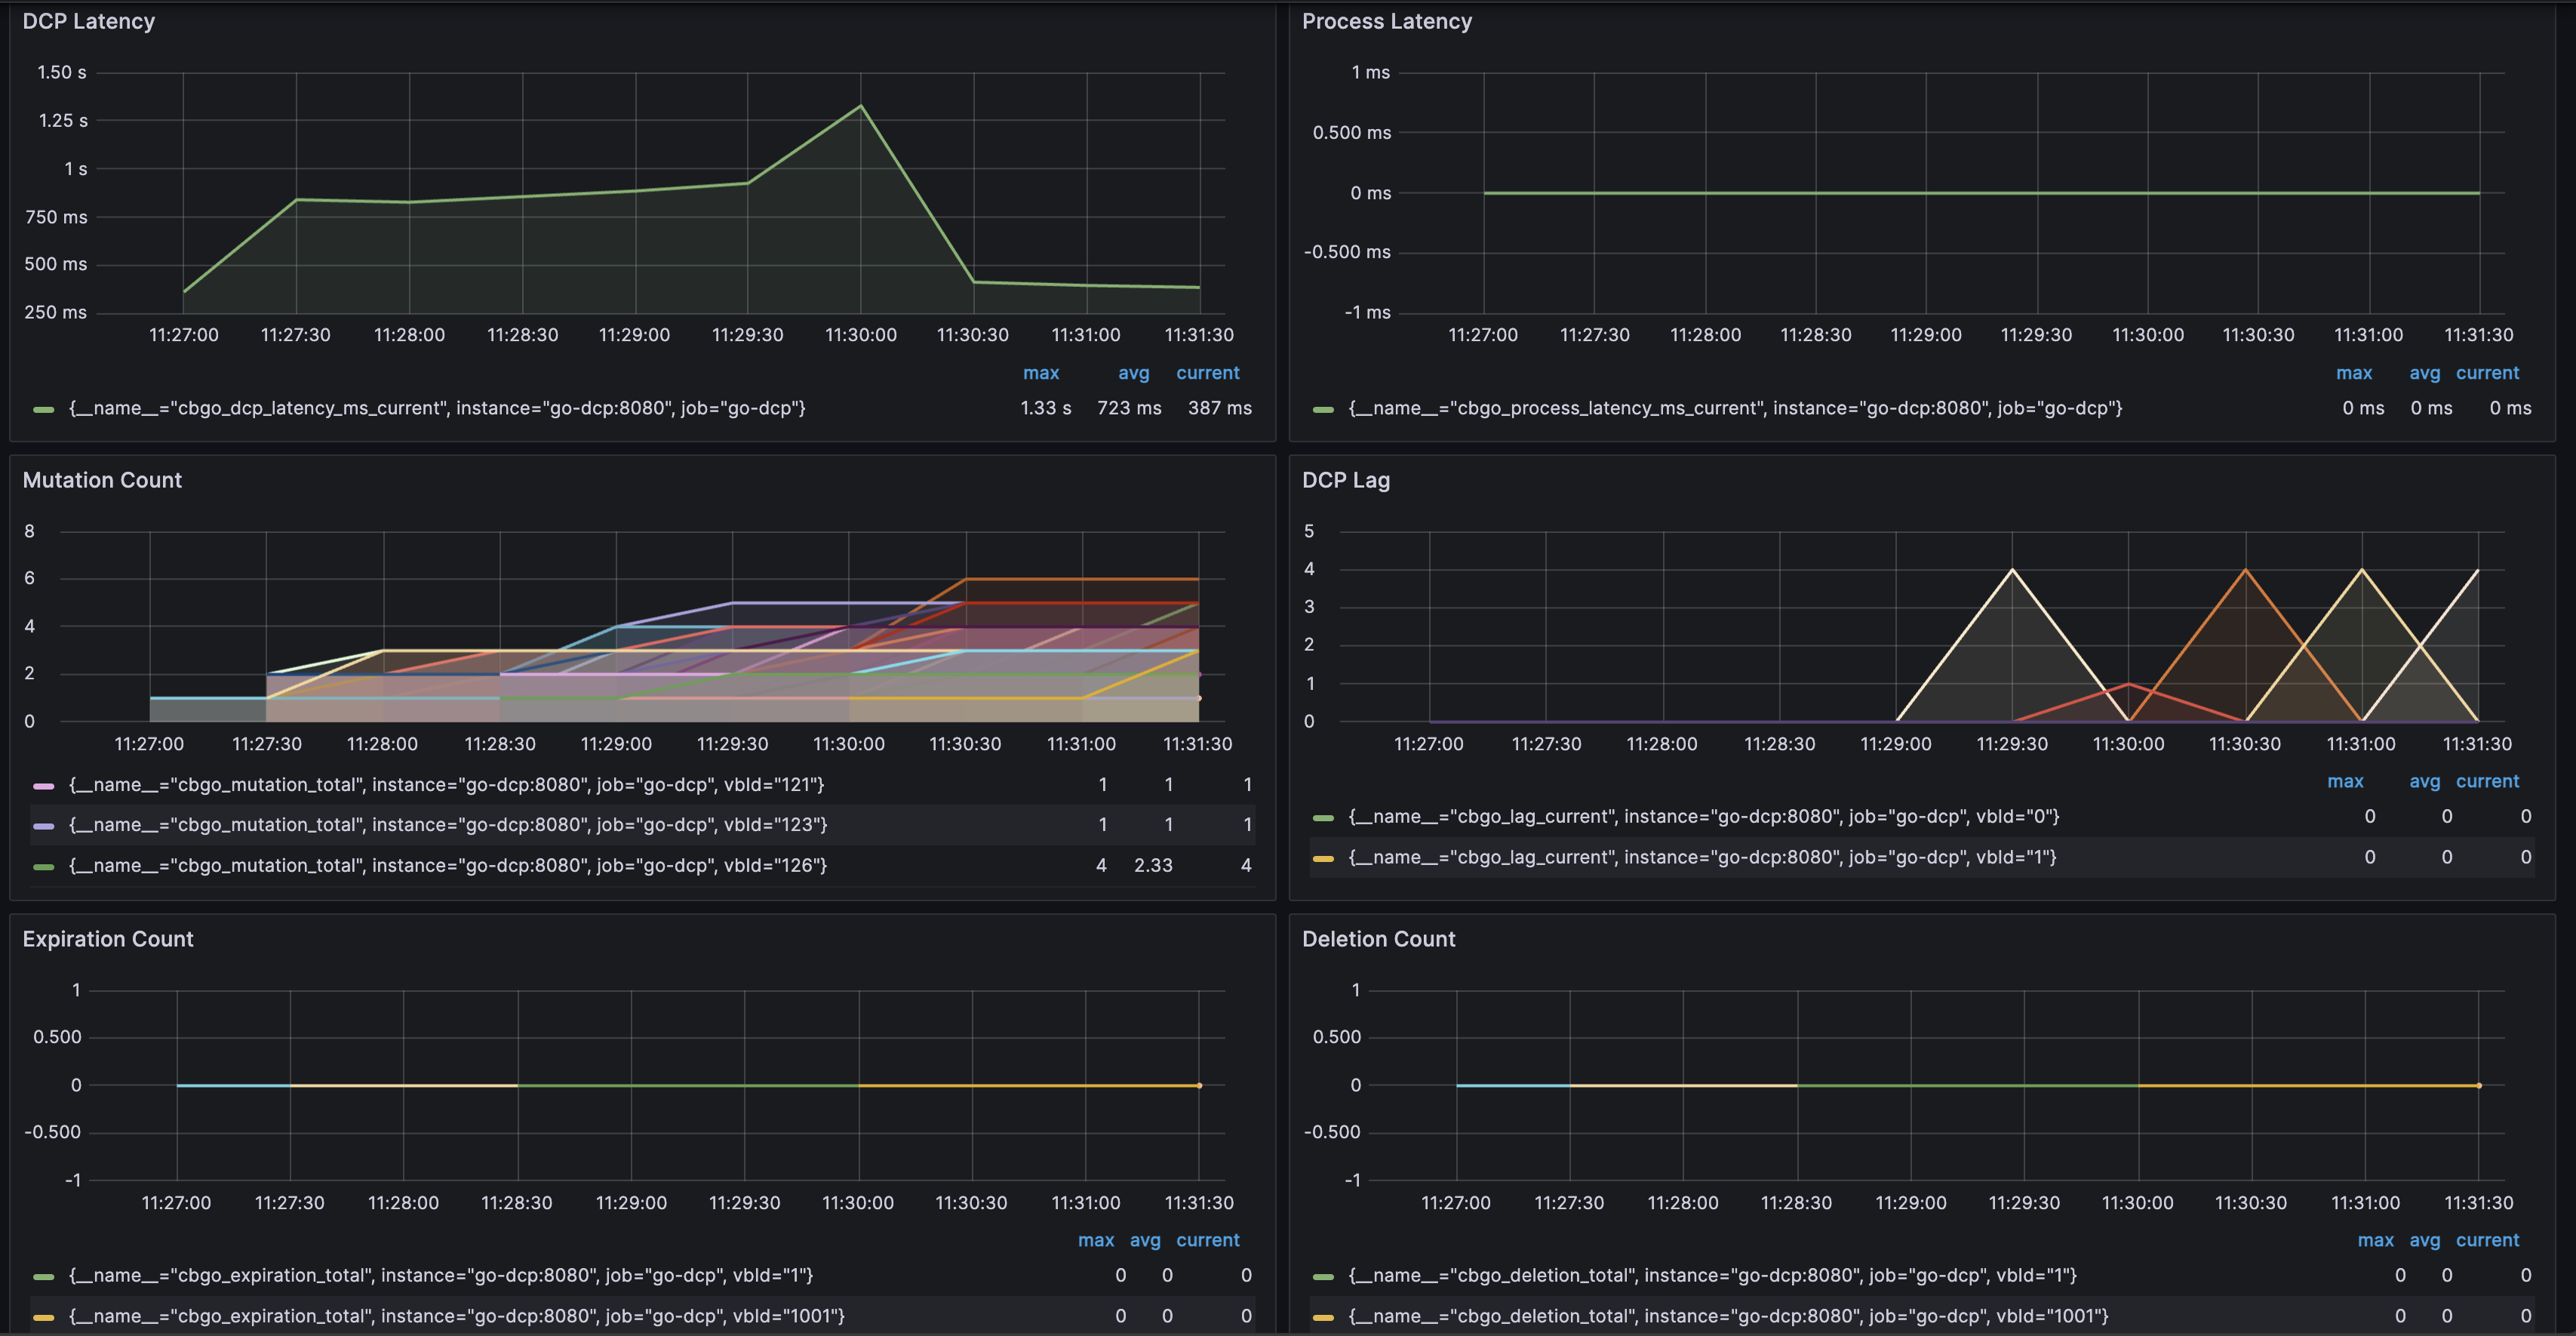 DCP Latency
1.50 s
1.25 s
1 s
750 ms
500 ms
250 ms
11:27:00 11:27:30 11:28:00 11:28:30 11:29:00 11:29:30 11:30:00 11:30:30 11:31:00 11:31:30
max avg current
{__name__="cbgo_dcp_latency_ms_current", instance="go-dcp:8080", job="go-dcp"} 1.33 s 723 ms 387 ms
Process Latency
1 ms
0.500 ms
0 ms
-0.500 ms
-1 ms
11:27:00 11:27:30 11:28:00 11:28:30 11:29:00 11:29:30 11:30:00 11:30:30 11:31:00 11:31:30
max avg current
{__name__="cbgo_process_latency_ms_current", instance="go-dcp:8080", job="go-dcp"} 0 ms 0 ms 0 ms
Mutation Count
8
6
4
2
0
11:27:00 11:27:30 11:28:00 11:28:30 11:29:00 11:29:30 11:30:00 11:30:30 11:31:00 11:31:30
{__name__="cbgo_mutation_total", instance="go-dcp:8080", job="go-dcp", vbId="121"} 1 1 1
{__name__="cbgo_mutation_total", instance="go-dcp:8080", job="go-dcp", vbId="123"} 1 1 1
{__name__="cbgo_mutation_total", instance="go-dcp:8080", job="go-dcp", vbId="126"} 4 2.33 4
DCP Lag
5
4
3
2
1
0
11:27:00 11:27:30 11:28:00 11:28:30 11:29:00 11:29:30 11:30:00 11:30:30 11:31:00 11:31:30
max avg current
{__name__="cbgo_lag_current", instance="go-dcp:8080", job="go-dcp", vbId="0"} 0 0 0
{__name__="cbgo_lag_current", instance="go-dcp:8080", job="go-dcp", vbId="1"} 0 0 0
Expiration Count
1
0.500
0
-0.500
-1
11:27:00 11:27:30 11:28:00 11:28:30 11:29:00 11:29:30 11:30:00 11:30:30 11:31:00 11:31:30
max avg current
{__name__="cbgo_expiration_total", instance="go-dcp:8080", job="go-dcp", vbId="1"} 0 0 0
{__name__="cbgo_expiration_total", instance="go-dcp:8080", job="go-dcp", vbId="1001"} 0 0 0
Deletion Count
1
0.500
0
-0.500
-1
11:27:00 11:27:30 11:28:00 11:28:30 11:29:00 11:29:30 11:30:00 11:30:30 11:31:00 11:31:30
max avg current
{__name__="cbgo_deletion_total", instance="go-dcp:8080", job="go-dcp", vbId="1"} 0 0 0
{__name__="cbgo_deletion_total", instance="go-dcp:8080", job="go-dcp", vbId="1001"} 0 0 0